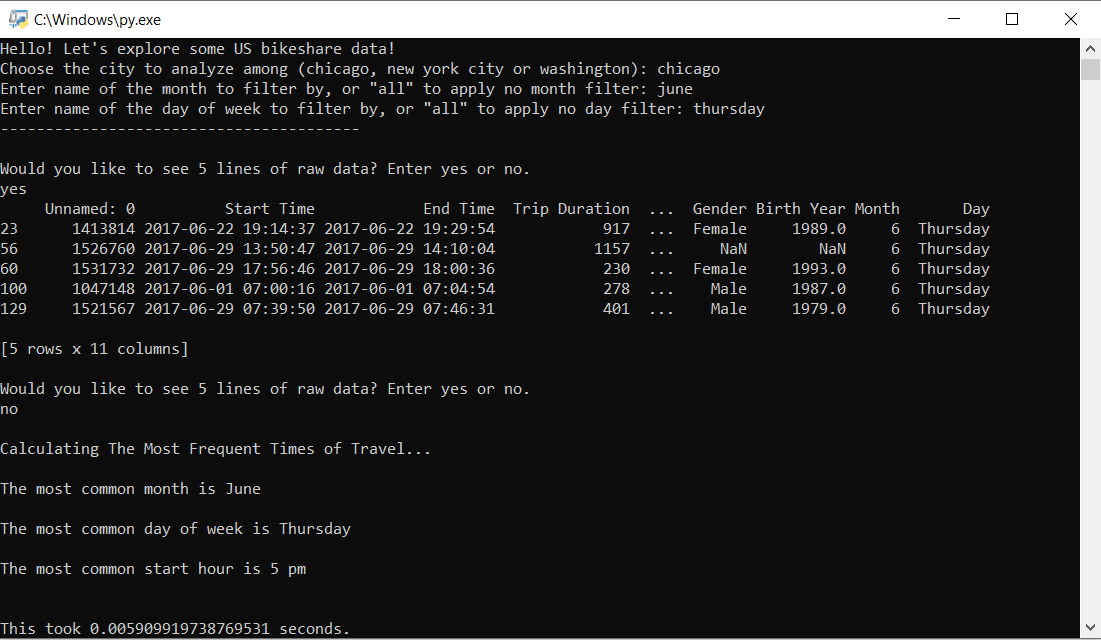 C:\Windows\py.exe
Hello! Let's explore some US bikeshare data!
Choose the city to analyze among (chicago, new york city or washington): chicago
Enter name of the month to filter by, or "all" to apply no month filter: june
Enter name of the day of week to filter by, or "all" to apply no day filter: thursday
----------------------------------------
Would you like to see 5 lines of raw data? Enter yes or no.
yes
     Unnamed: 0          Start Time            End Time  Trip Duration  ...  Gender Birth Year Month       Day
23      1413814 2017-06-22 19:14:37 2017-06-22 19:29:54            917  ...  Female     1989.0     6  Thursday
56      1526760 2017-06-29 13:50:47 2017-06-29 14:10:04           1157  ...     NaN        NaN     6  Thursday
60      1531732 2017-06-29 17:56:46 2017-06-29 18:00:36            230  ...  Female     1993.0     6  Thursday
100     1047148 2017-06-01 07:00:16 2017-06-01 07:04:54            278  ...    Male     1987.0     6  Thursday
129     1521567 2017-06-29 07:39:50 2017-06-29 07:46:31            401  ...    Male     1979.0     6  Thursday
[5 rows x 11 columns]
Would you like to see 5 lines of raw data? Enter yes or no.
no
Calculating The Most Frequent Times of Travel...
The most common month is June
The most common day of week is Thursday
The most common start hour is 5 pm
This took 0.005909919738769531 seconds.